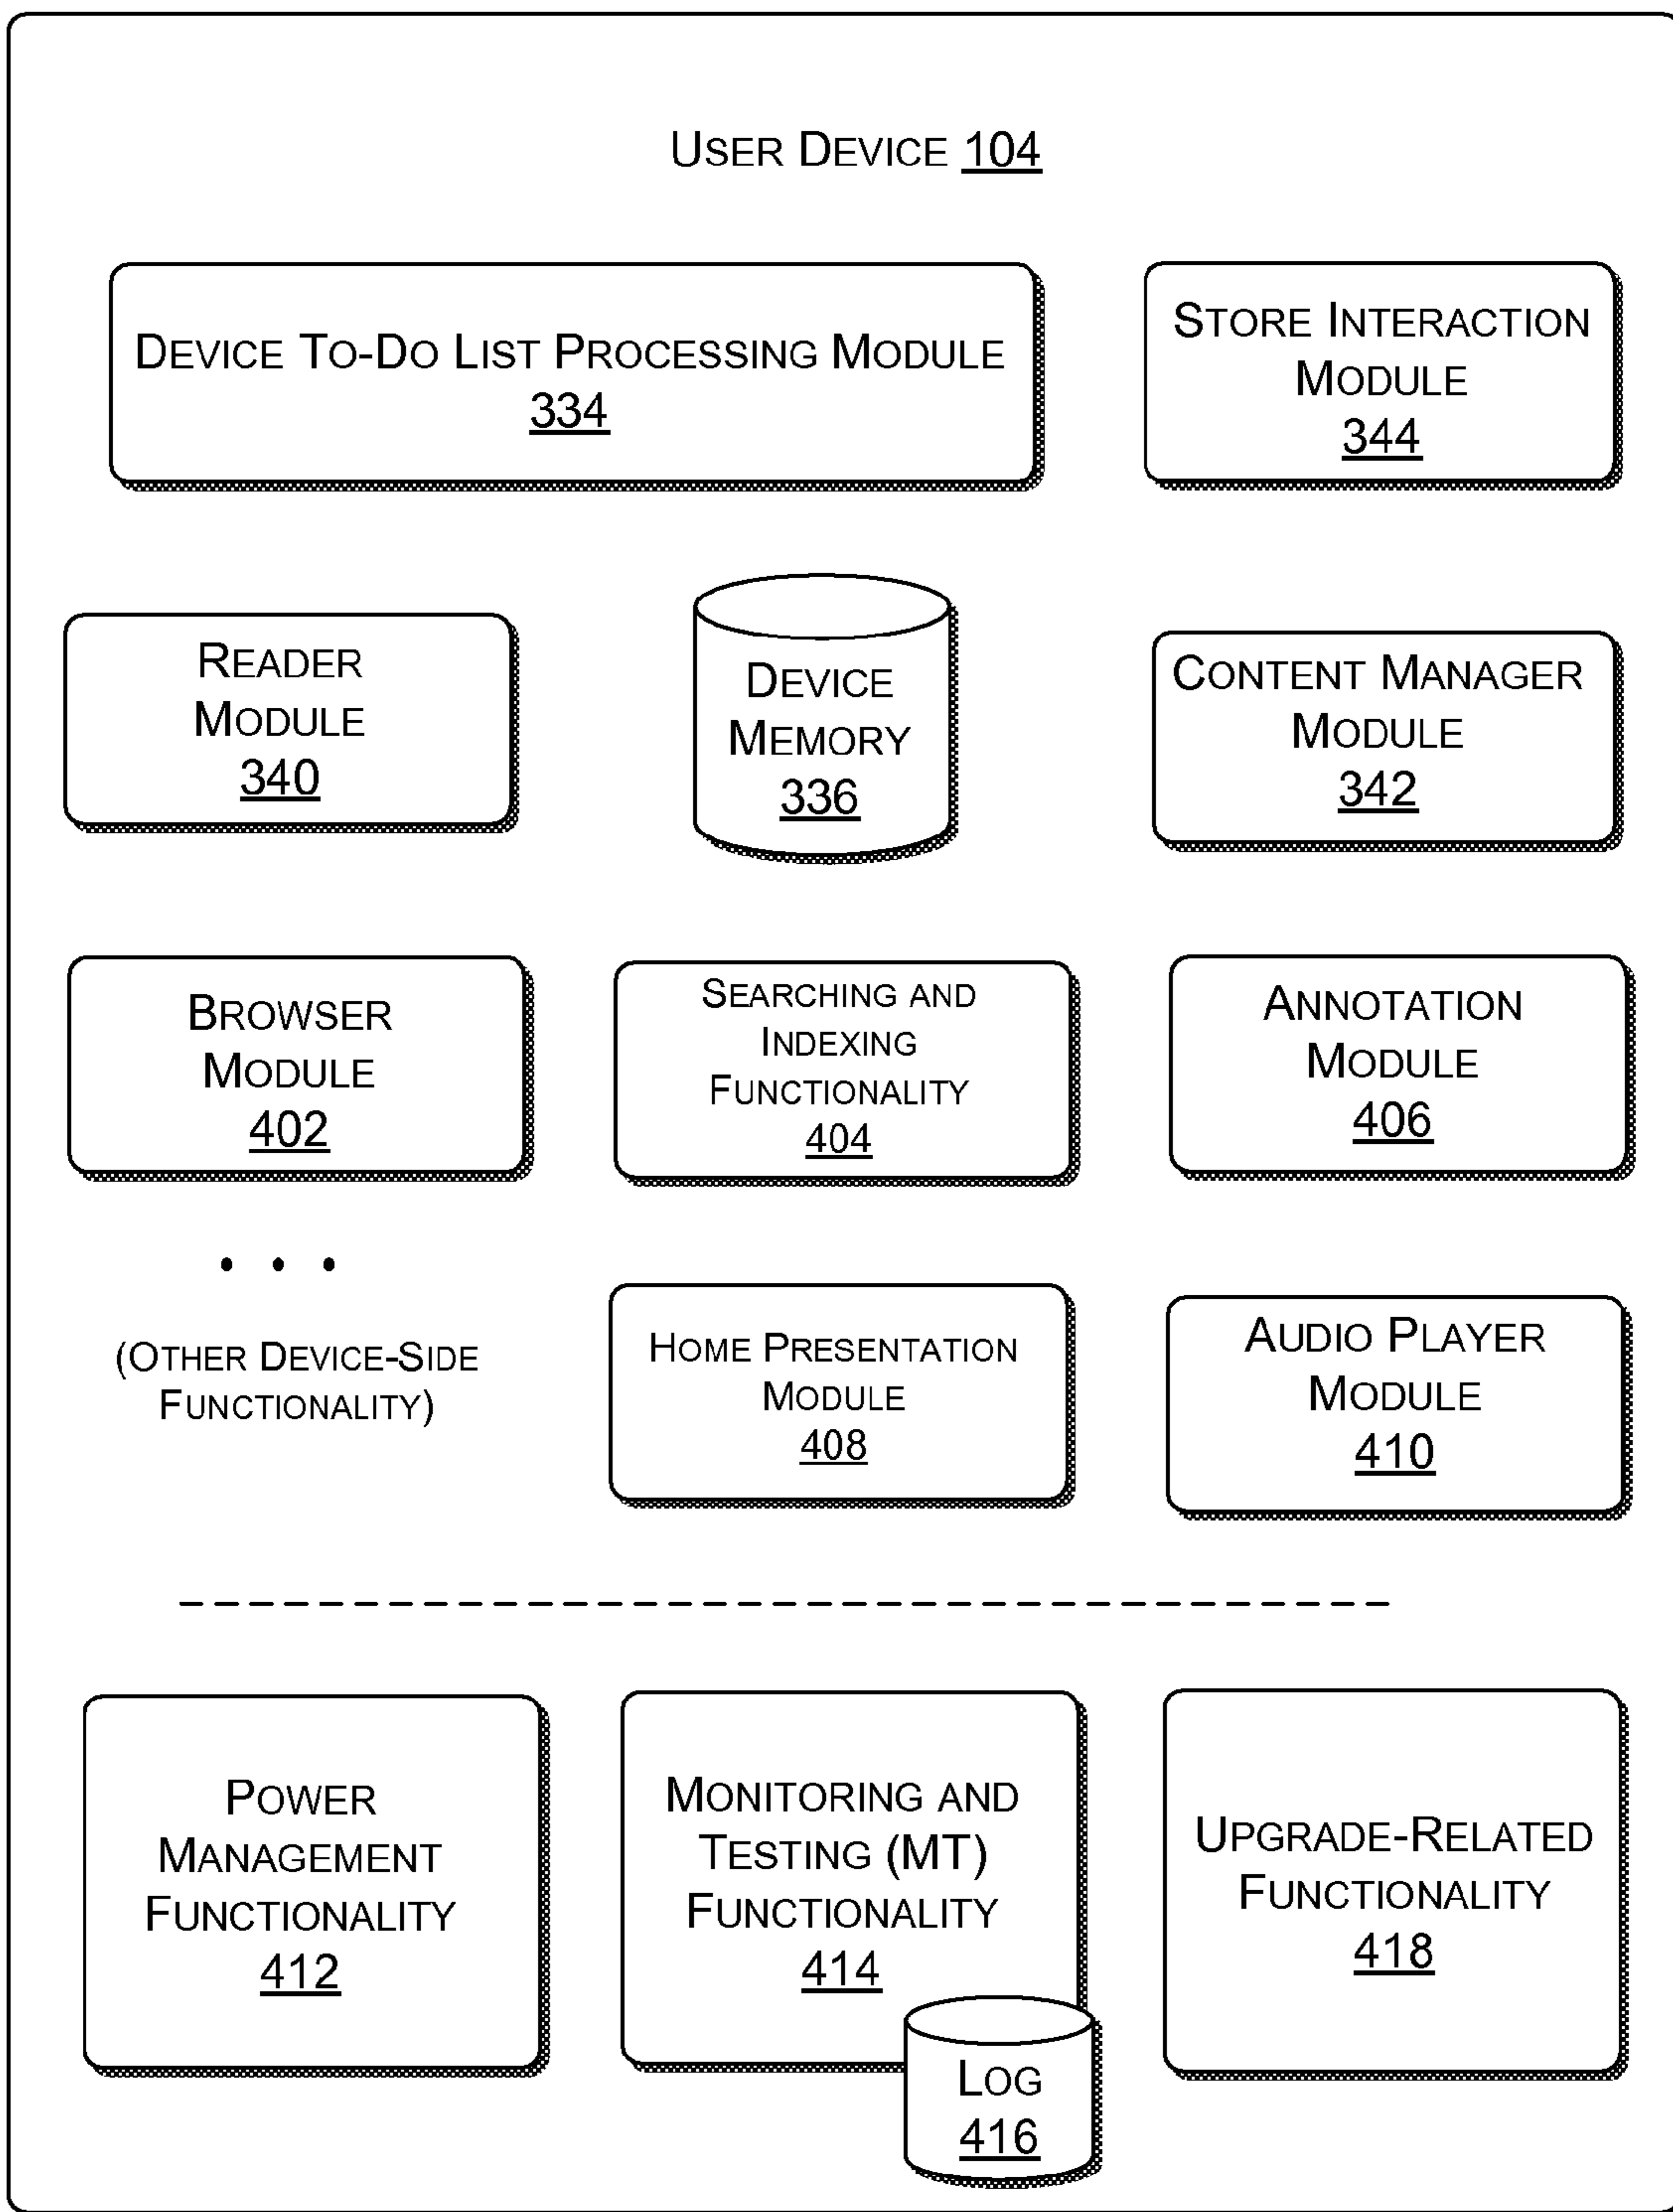 USER DEVICE 104
DEVICE TO-DO LIST PROCESSING MODULE
334
STORE INTERACTION
MODULE
344
READER
MODULE
340
DEVICE
MEMORY
336
CONTENT MANAGER
MODULE
342
BROWSER
MODULE
402
SEARCHING AND
INDEXING
FUNCTIONALITY
404
ANNOTATION
MODULE
406
. . .
(OTHER DEVICE-SIDE
FUNCTIONALITY)
HOME PRESENTATION
MODULE
408
AUDIO PLAYER
MODULE
410
POWER
MANAGEMENT
FUNCTIONALITY
412
MONITORING AND
TESTING (MT)
FUNCTIONALITY
414
LOG
416
UPGRADE-RELATED
FUNCTIONALITY
418